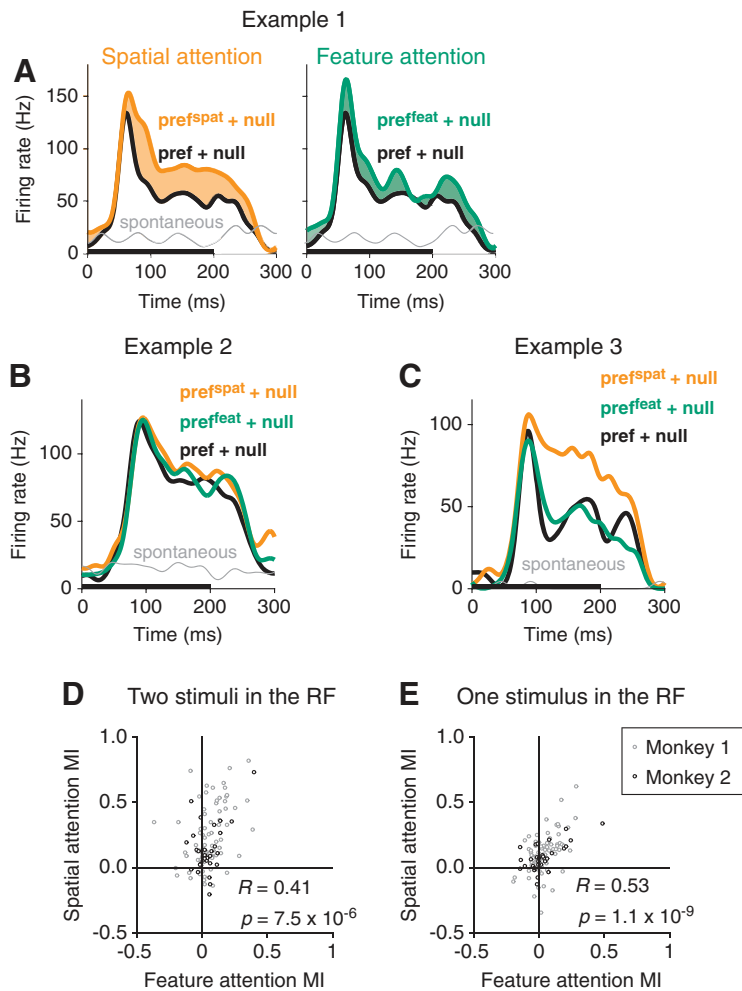 Example 1
A
Spatial attention
Feature attention
Firing rate (Hz)
150
100
50
0
pref^spat + null
pref + null
spontaneous
pref^feat + null
pref + null
0
100
200
300
0
100
200
300
Time (ms)
Time (ms)
Example 2
B
pref^spat + null
pref^feat + null
pref + null
Firing rate (Hz)
100
50
0
spontaneous
0
100
200
300
Time (ms)
Example 3
C
pref^spat + null
pref^feat + null
pref + null
Firing rate (Hz)
100
50
0
spontaneous
0
100
200
300
Time (ms)
D
Two stimuli in the RF
Spatial attention MI
1.0
0.5
0.0
-0.5
R = 0.41
p = 7.5 x 10^-6
-0.5
0
0.5
1
Feature attention MI
E
One stimulus in the RF
Spatial attention MI
1.0
0.5
0.0
-0.5
Monkey 1
Monkey 2
R = 0.53
p = 1.1 x 10^-9
-0.5
0
0.5
1
Feature attention MI